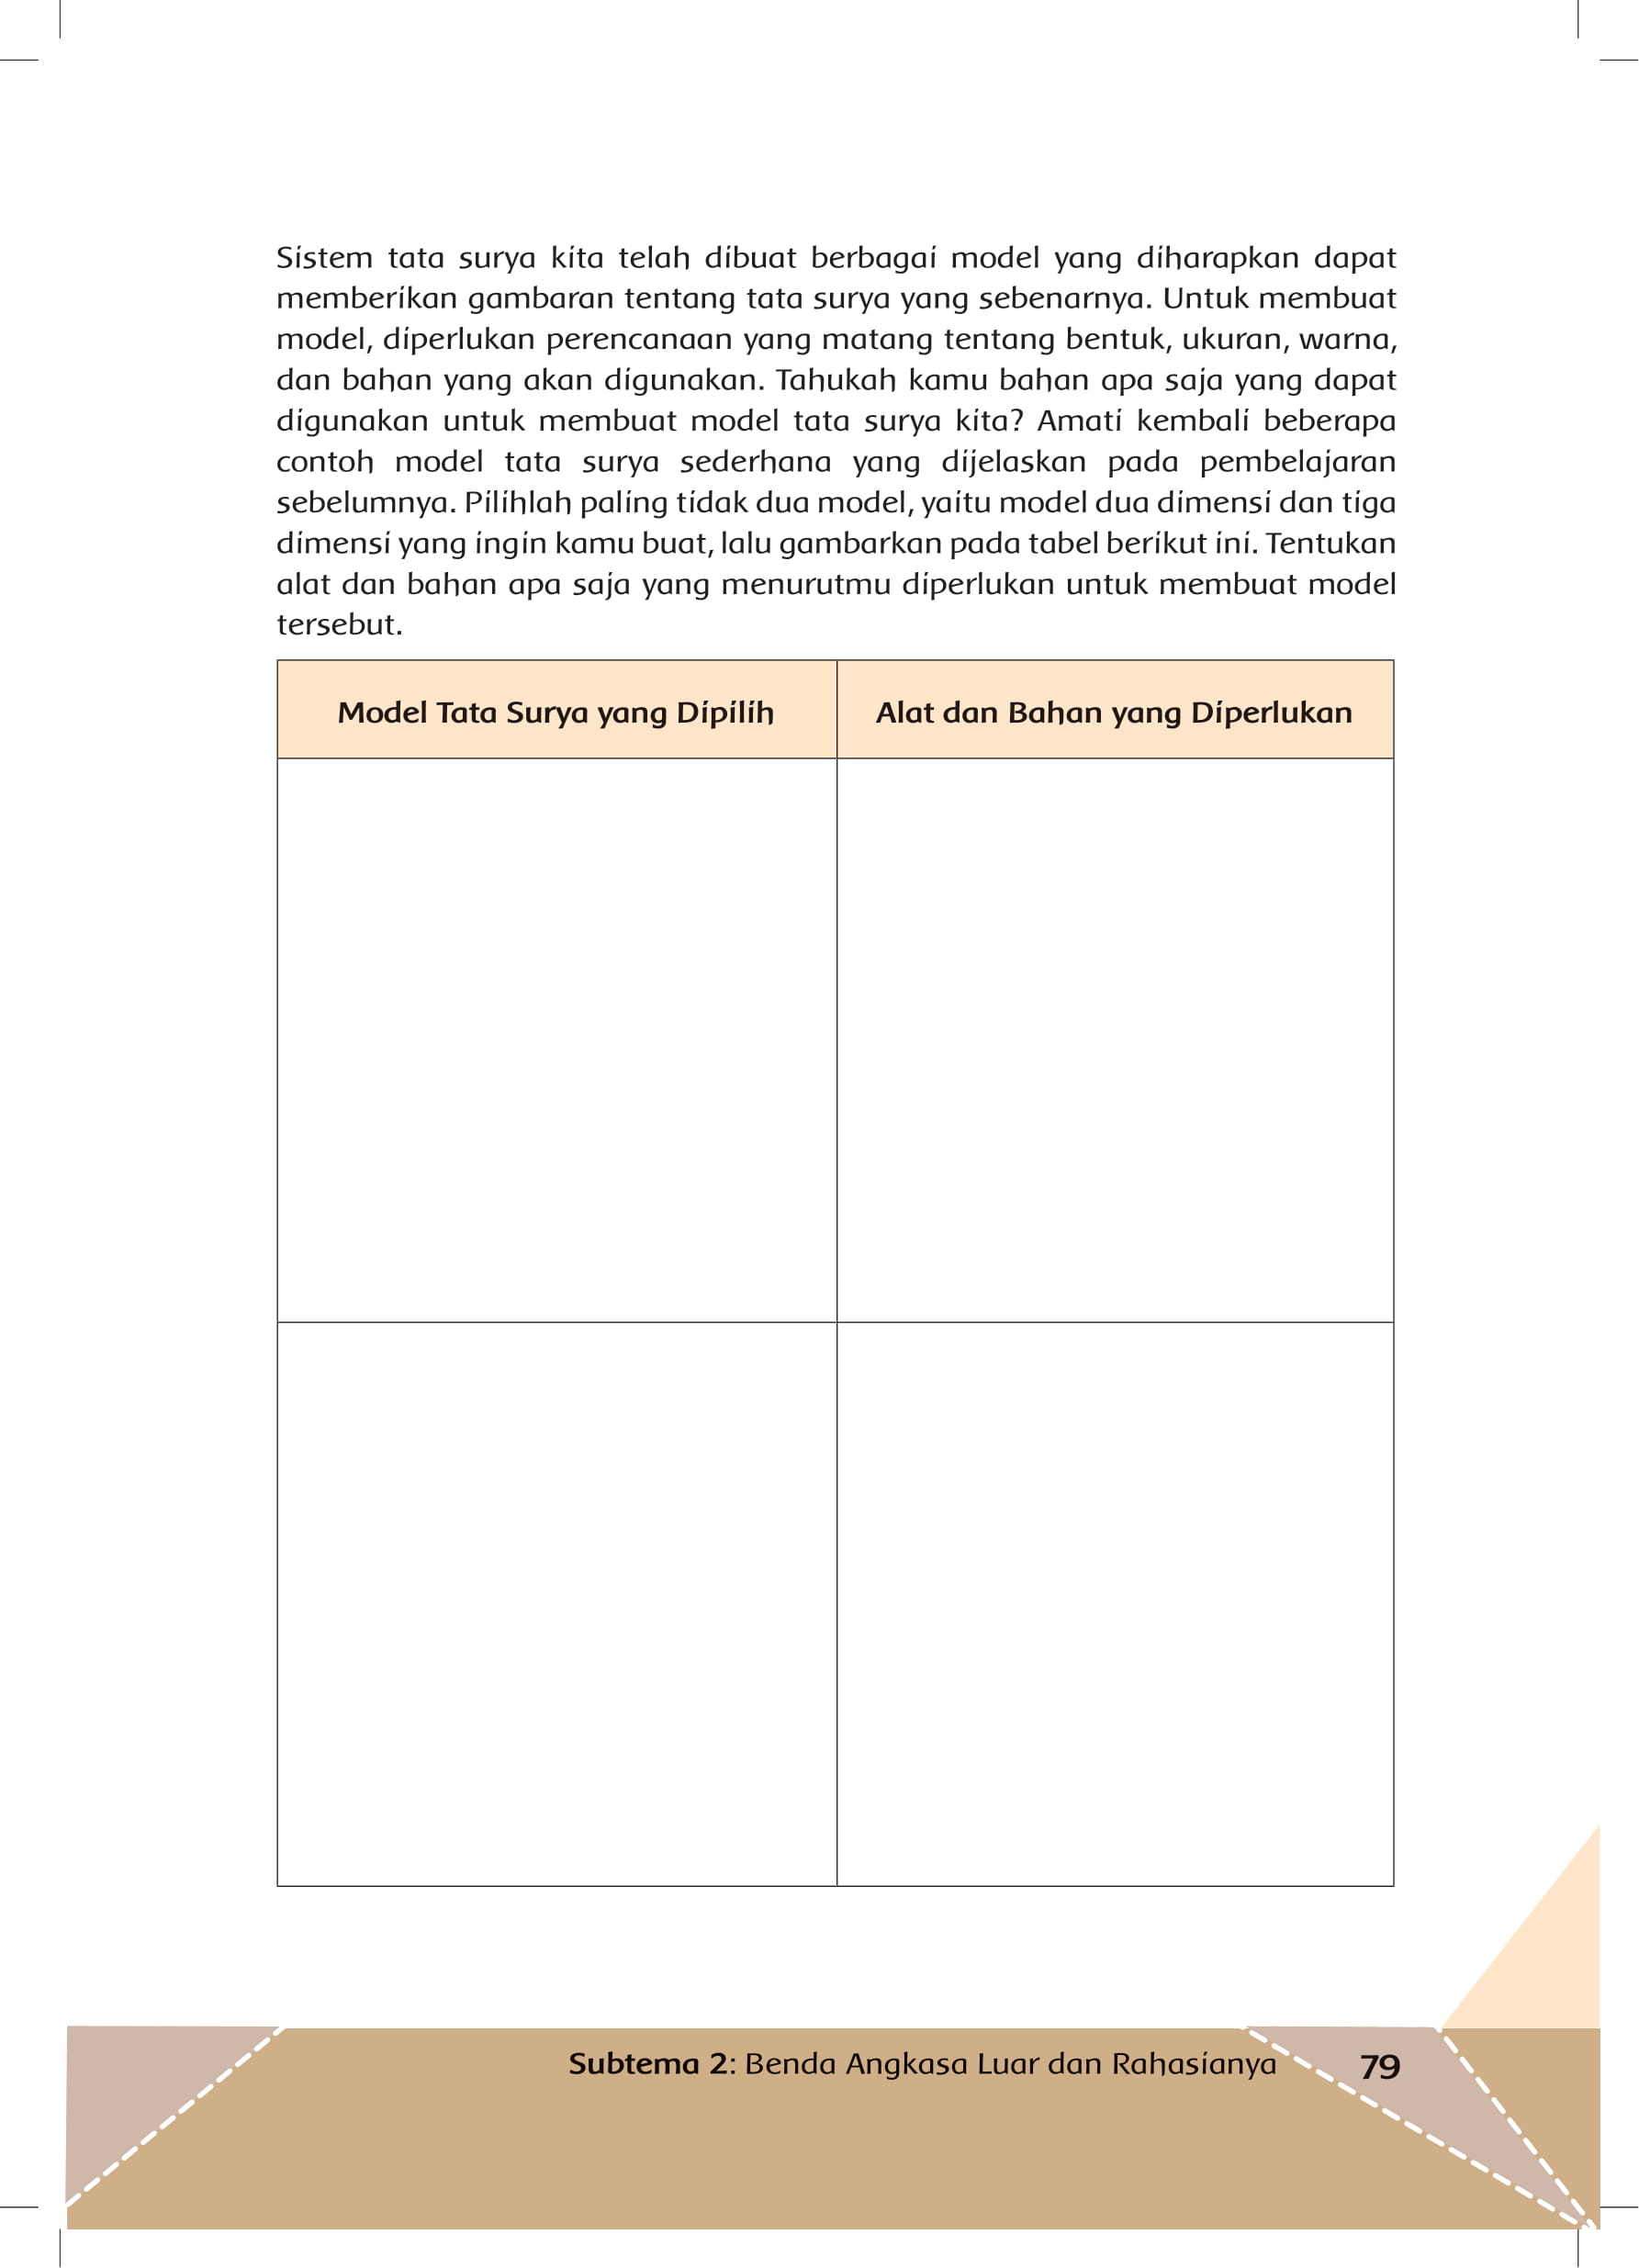 Sistem tata surya kita telah dibuat berbagai model yang diharapkan dapat
memberikan gambaran tentang tata surya yang sebenarnya. Untuk membuat
model, diperlukan perencanaan yang matang tentang bentuk, ukuran, warna,
dan bahan yang akan digunakan. Tahukah kamu bahan apa saja yang dapat
digunakan untuk membuat model tata surya kita? Amati kembali beberapa
contoh model tata surya sederhana yang dijelaskan pada pembelajaran
sebelumnya. Pilihlah paling tidak dua model, yaitu model dua dimensi dan tiga
dimensi yang ingin kamu buat, lalu gambarkan pada tabel berikut ini. Tentukan
alat dan bahan apa saja yang menurutmu diperlukan untuk membuat model
tersebut.
Model Tata Surya yang Dipilih
Alat dan Bahan yang Diperlukan
Subtema 2: Benda Angkasa Luar dan Rahasianya
79